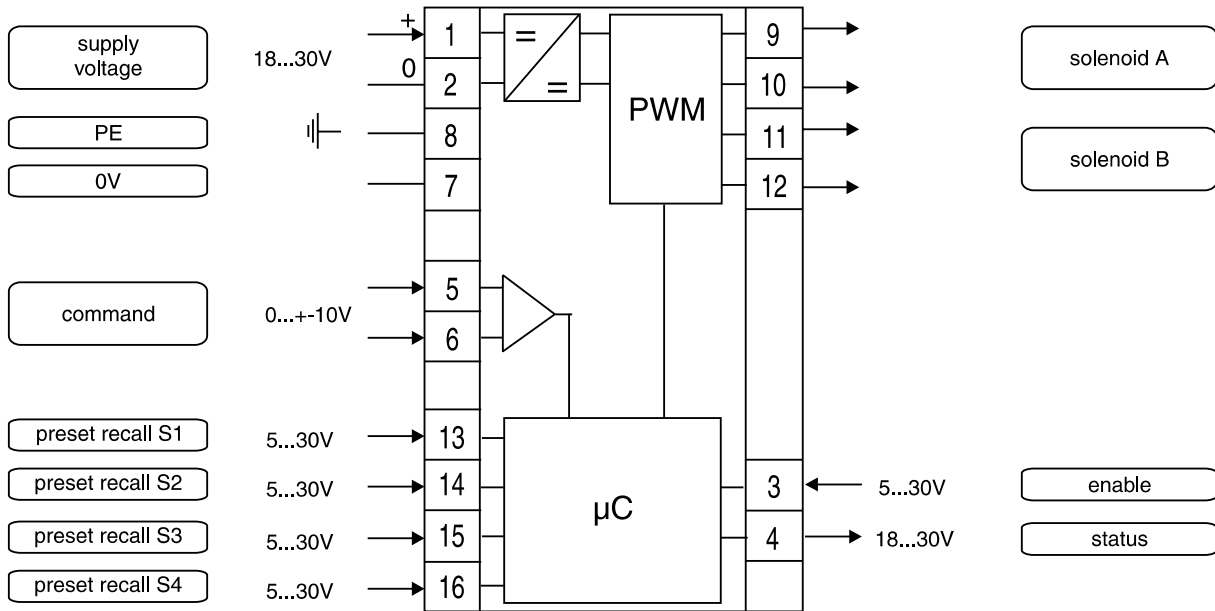 supply
voltage
18...30V
+
0
1
2
=
=
PWM
9
10
11
12
solenoid A
solenoid B
PE
8
0V
7
command
0...+-10V
5
6
preset recall S1
5...30V
13
preset recall S2
5...30V
14
preset recall S3
5...30V
15
preset recall S4
5...30V
16
µC
3
5...30V
enable
4
18...30V
status